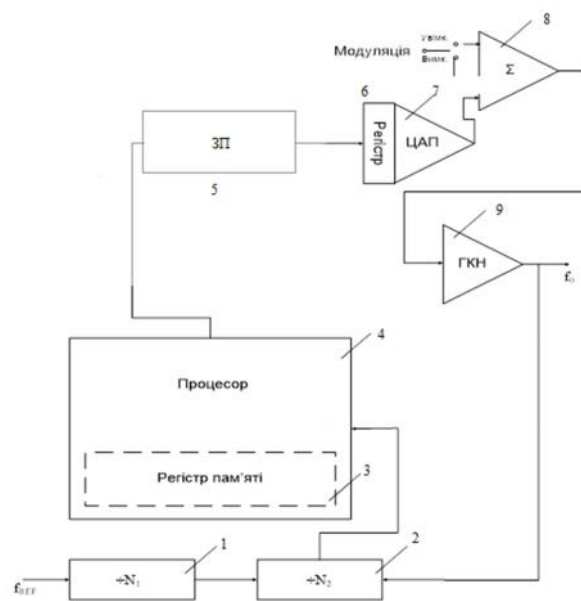 8
Модуляція
Увімк.
Вимк.
Σ
6
7
Регістр
ЦАП
ЗП
5
9
ГКН
f₀
4
Процесор
Регістр пам'яті
3
1
2
f_REF
÷N₁
÷N₂